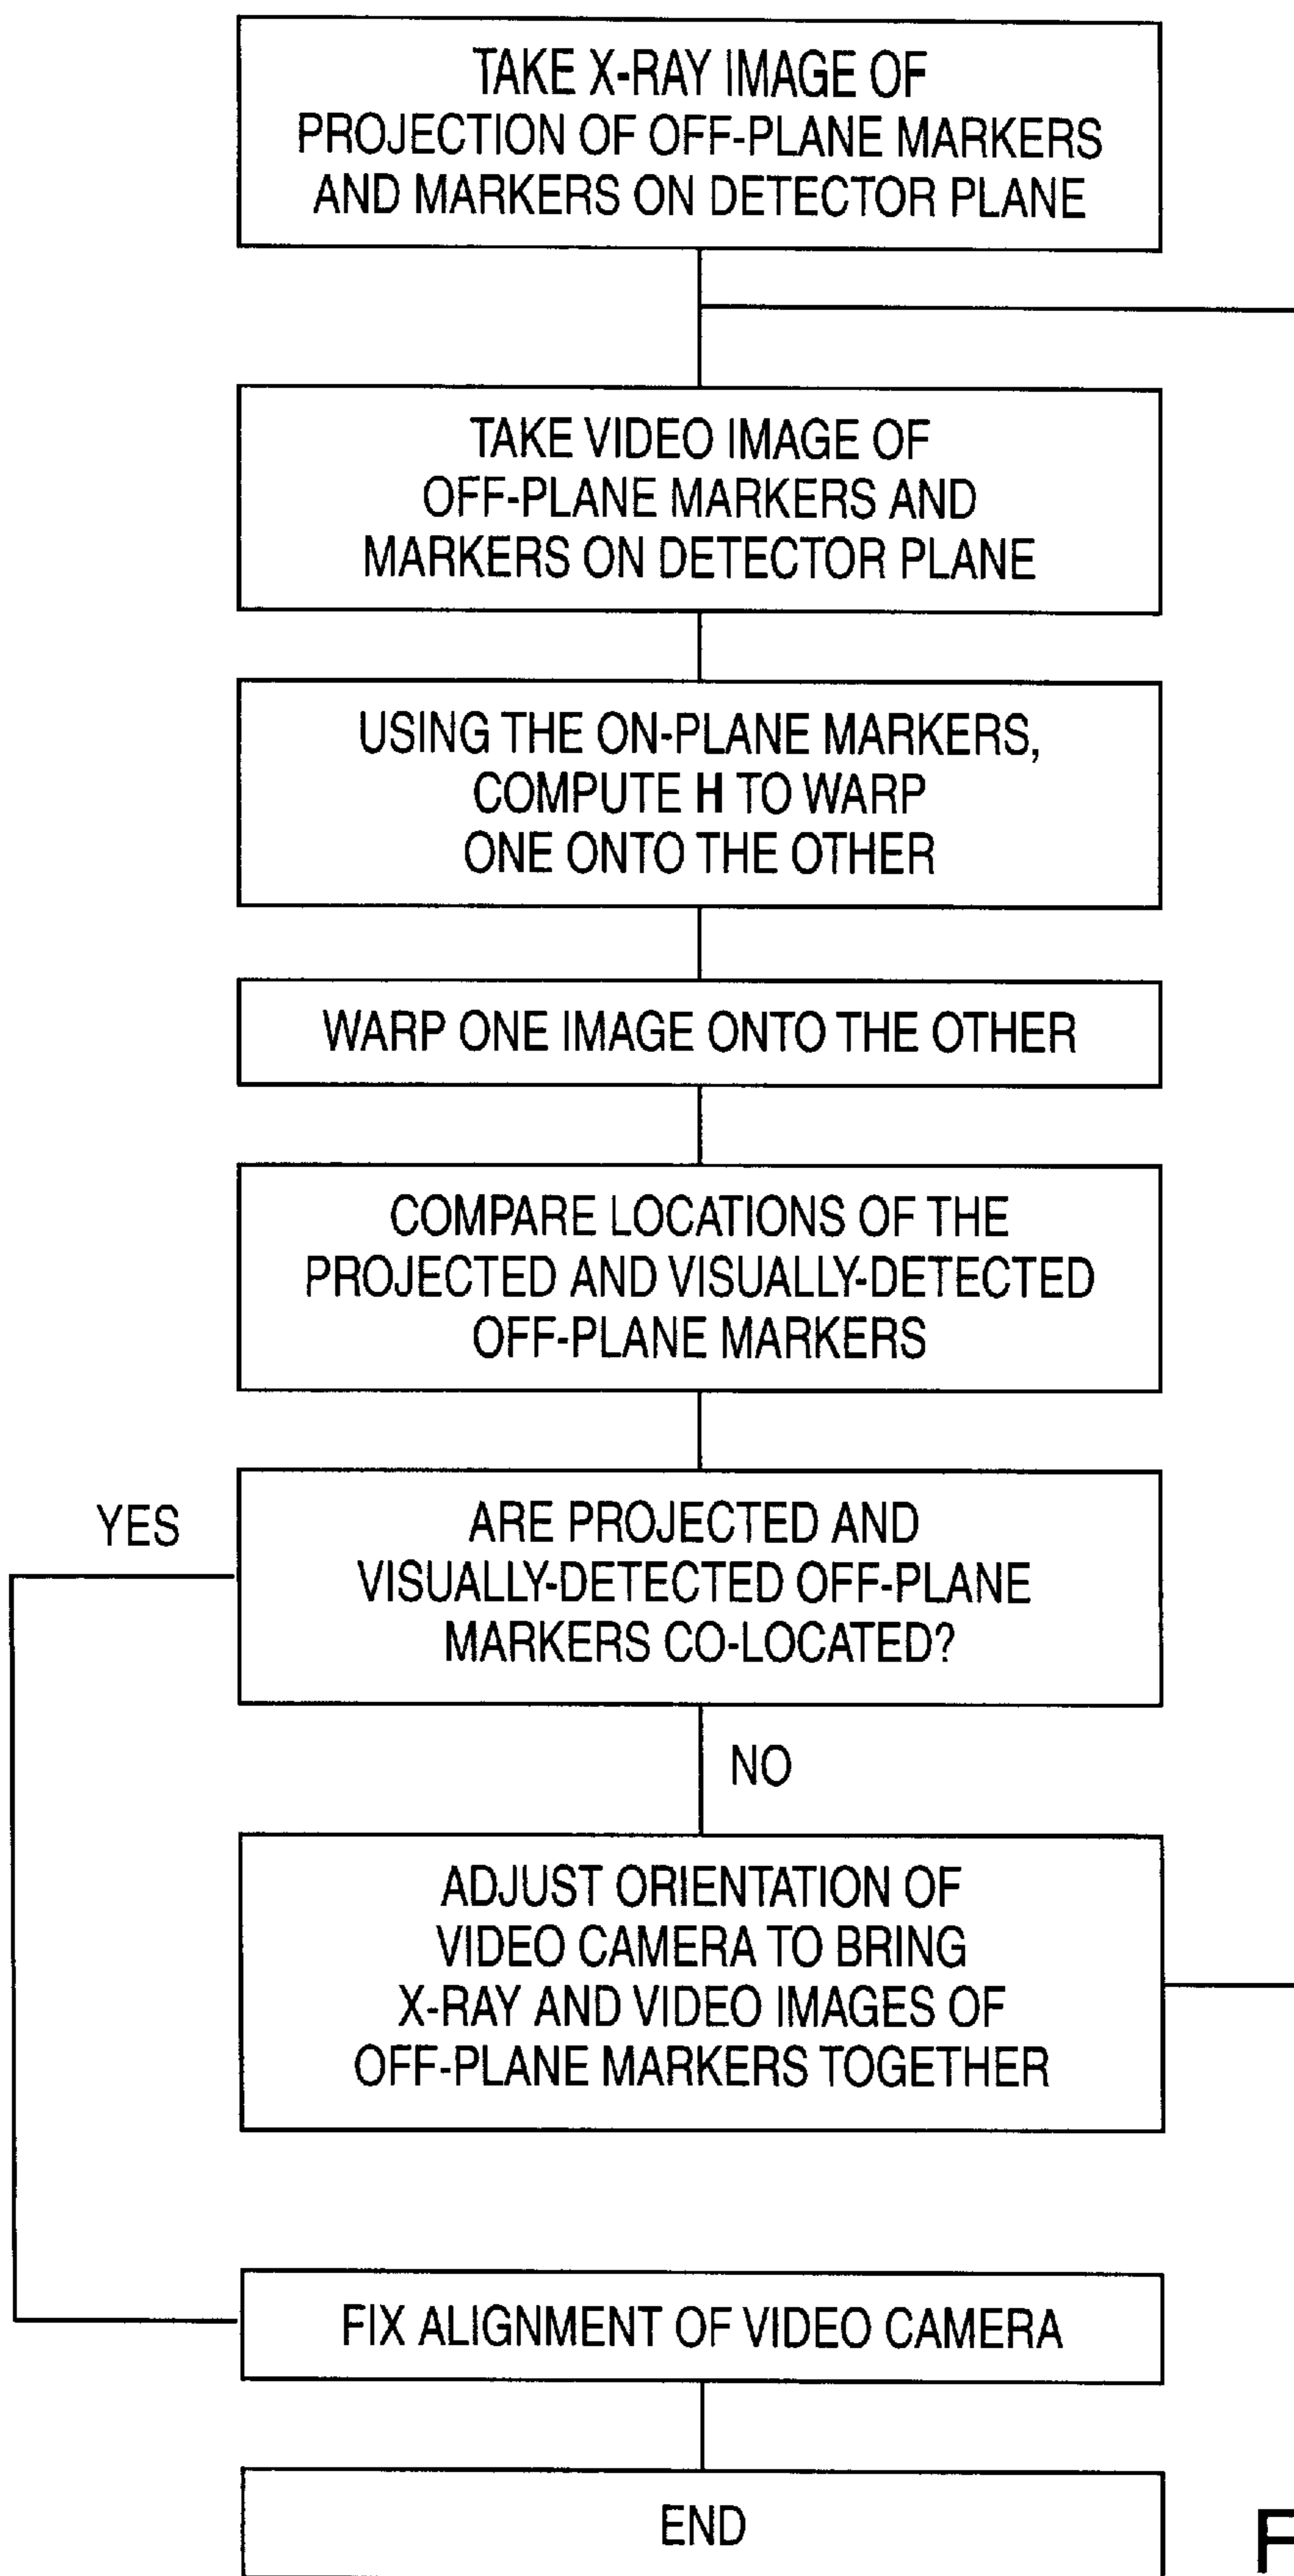 TAKE X-RAY IMAGE OF
PROJECTION OF OFF-PLANE MARKERS
AND MARKERS ON DETECTOR PLANE
TAKE VIDEO IMAGE OF
OFF-PLANE MARKERS AND
MARKERS ON DETECTOR PLANE
USING THE ON-PLANE MARKERS,
COMPUTE H TO WARP
ONE ONTO THE OTHER
WARP ONE IMAGE ONTO THE OTHER
COMPARE LOCATIONS OF THE
PROJECTED AND VISUALLY-DETECTED
OFF-PLANE MARKERS
YES
ARE PROJECTED AND
VISUALLY-DETECTED OFF-PLANE
MARKERS CO-LOCATED?
NO
ADJUST ORIENTATION OF
VIDEO CAMERA TO BRING
X-RAY AND VIDEO IMAGES OF
OFF-PLANE MARKERS TOGETHER
FIX ALIGNMENT OF VIDEO CAMERA
END